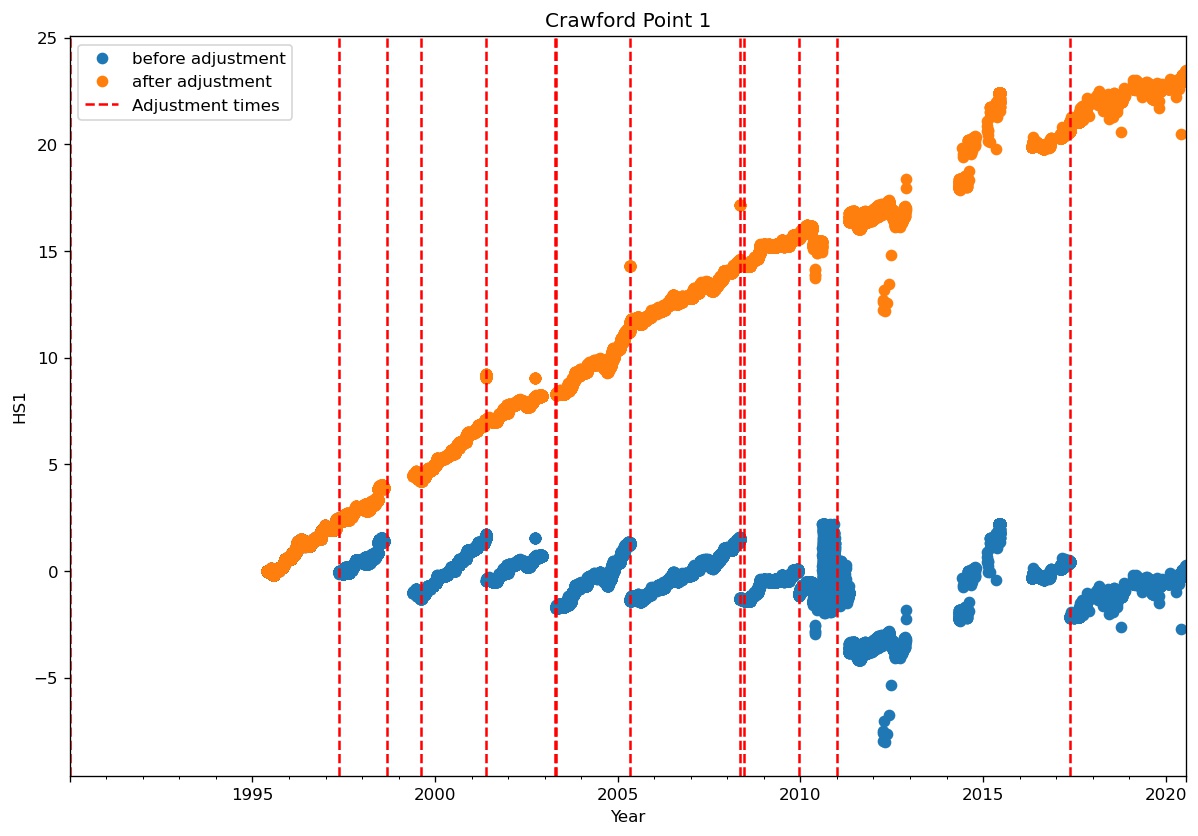 Crawford Point 1
before adjustment
after adjustment
Adjustment times
HS1
25
20
15
10
5
0
−5
1995
2000
2005
2010
2015
2020
Year